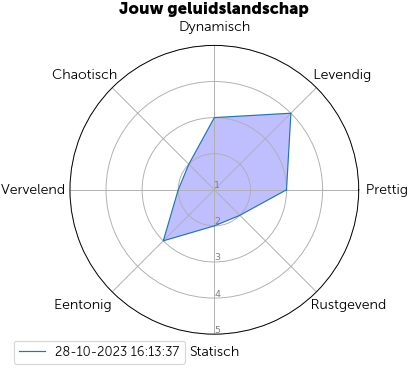 Jouw geluidslandschap
Dynamisch
Chaotisch
Levendig
Vervelend
1
Prettig
2
3
4
Eentonig
Rustgevend
5
28-10-2023 16:13:37
Statisch